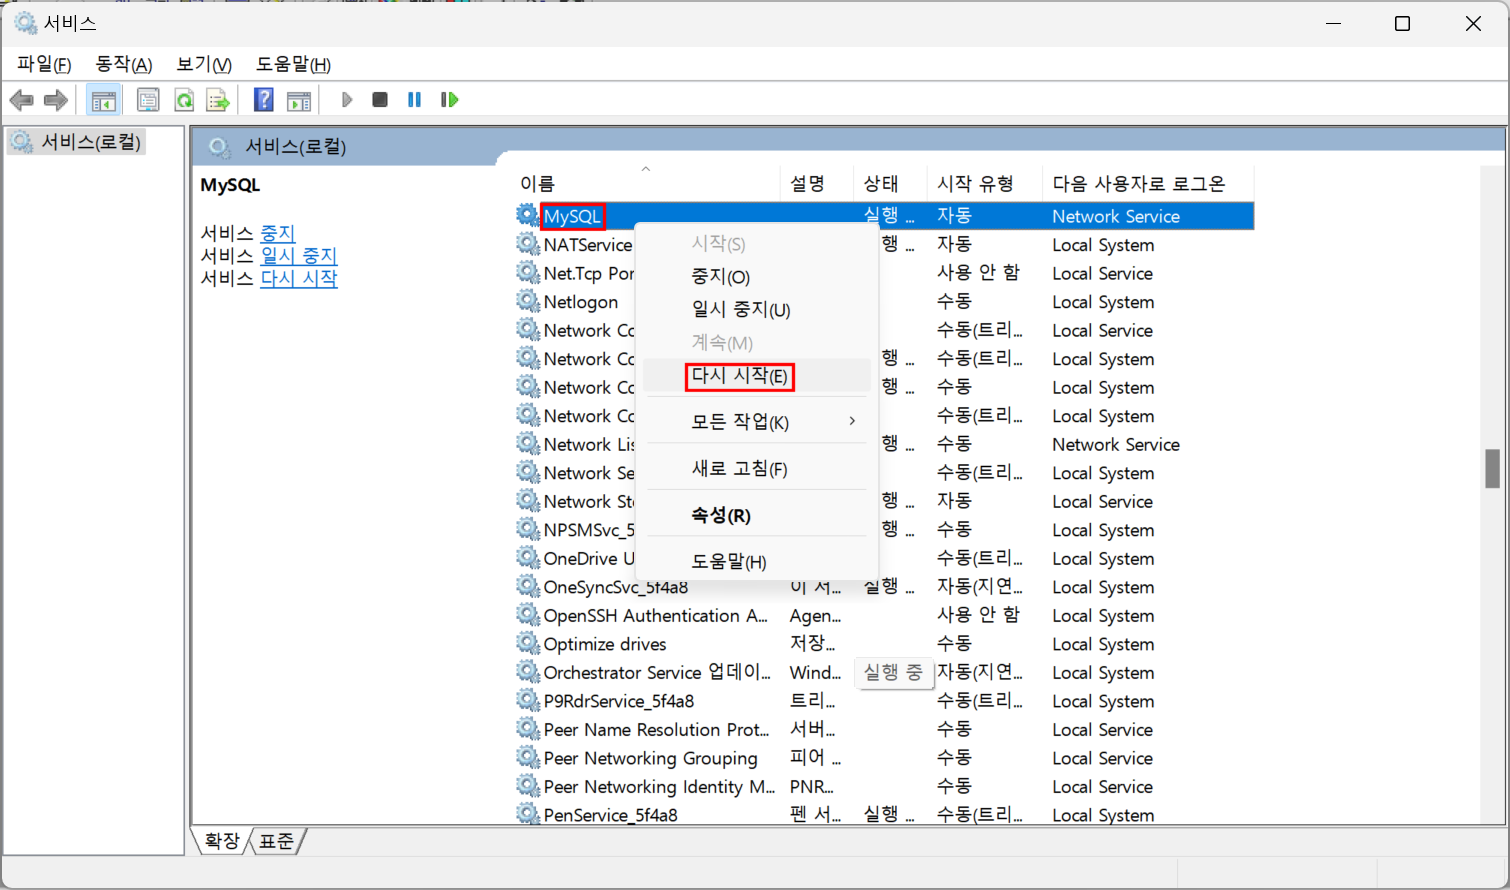 서비스
파일(F) 동작(A) 보기(V) 도움말(H)
서비스(로컬)
서비스(로컬)
MySQL
서비스 중지
서비스 일시 중지
서비스 다시 시작
이름 설명 상태 시작 유형 다음 사용자로 로그온
MySQL 실행 ... 자동 Network Service
NATService 행 ... 자동 Local System
Net.Tcp Por 사용 안 함 Local Service
Netlogon 수동 Local System
Network Co 수동(트리... Local Service
Network Co 행 ... 수동(트리... Local System
Network Co 행 ... 수동 Local System
Network Co 수동(트리... Local System
Network Lis 행 ... 수동 Network Service
Network Se 수동(트리... Local System
Network Sto 행 ... 자동 Local Service
NPSMSvc_5 행 ... 수동 Local System
OneDrive U 수동(트리... Local System
OneSyncSvc_5f4a8 이 서... 실행 ... 자동(지연... Local System
OpenSSH Authentication A... Agen... 사용 안 함 Local System
Optimize drives 저장... 수동 Local System
Orchestrator Service 업데이... Wind... 실행 중 자동(지연... Local System
P9RdrService_5f4a8 트리... 수동(트리... Local System
Peer Name Resolution Prot... 서버... 수동 Local Service
Peer Networking Grouping 피어 ... 수동 Local Service
Peer Networking Identity M... PNR... 수동 Local Service
PenService_5f4a8 펜 서... 실행 ... 수동(트리... Local System
시작(S)
중지(O)
일시 중지(U)
계속(M)
다시 시작(E)
모든 작업(K)
새로 고침(F)
속성(R)
도움말(H)
확장 표준